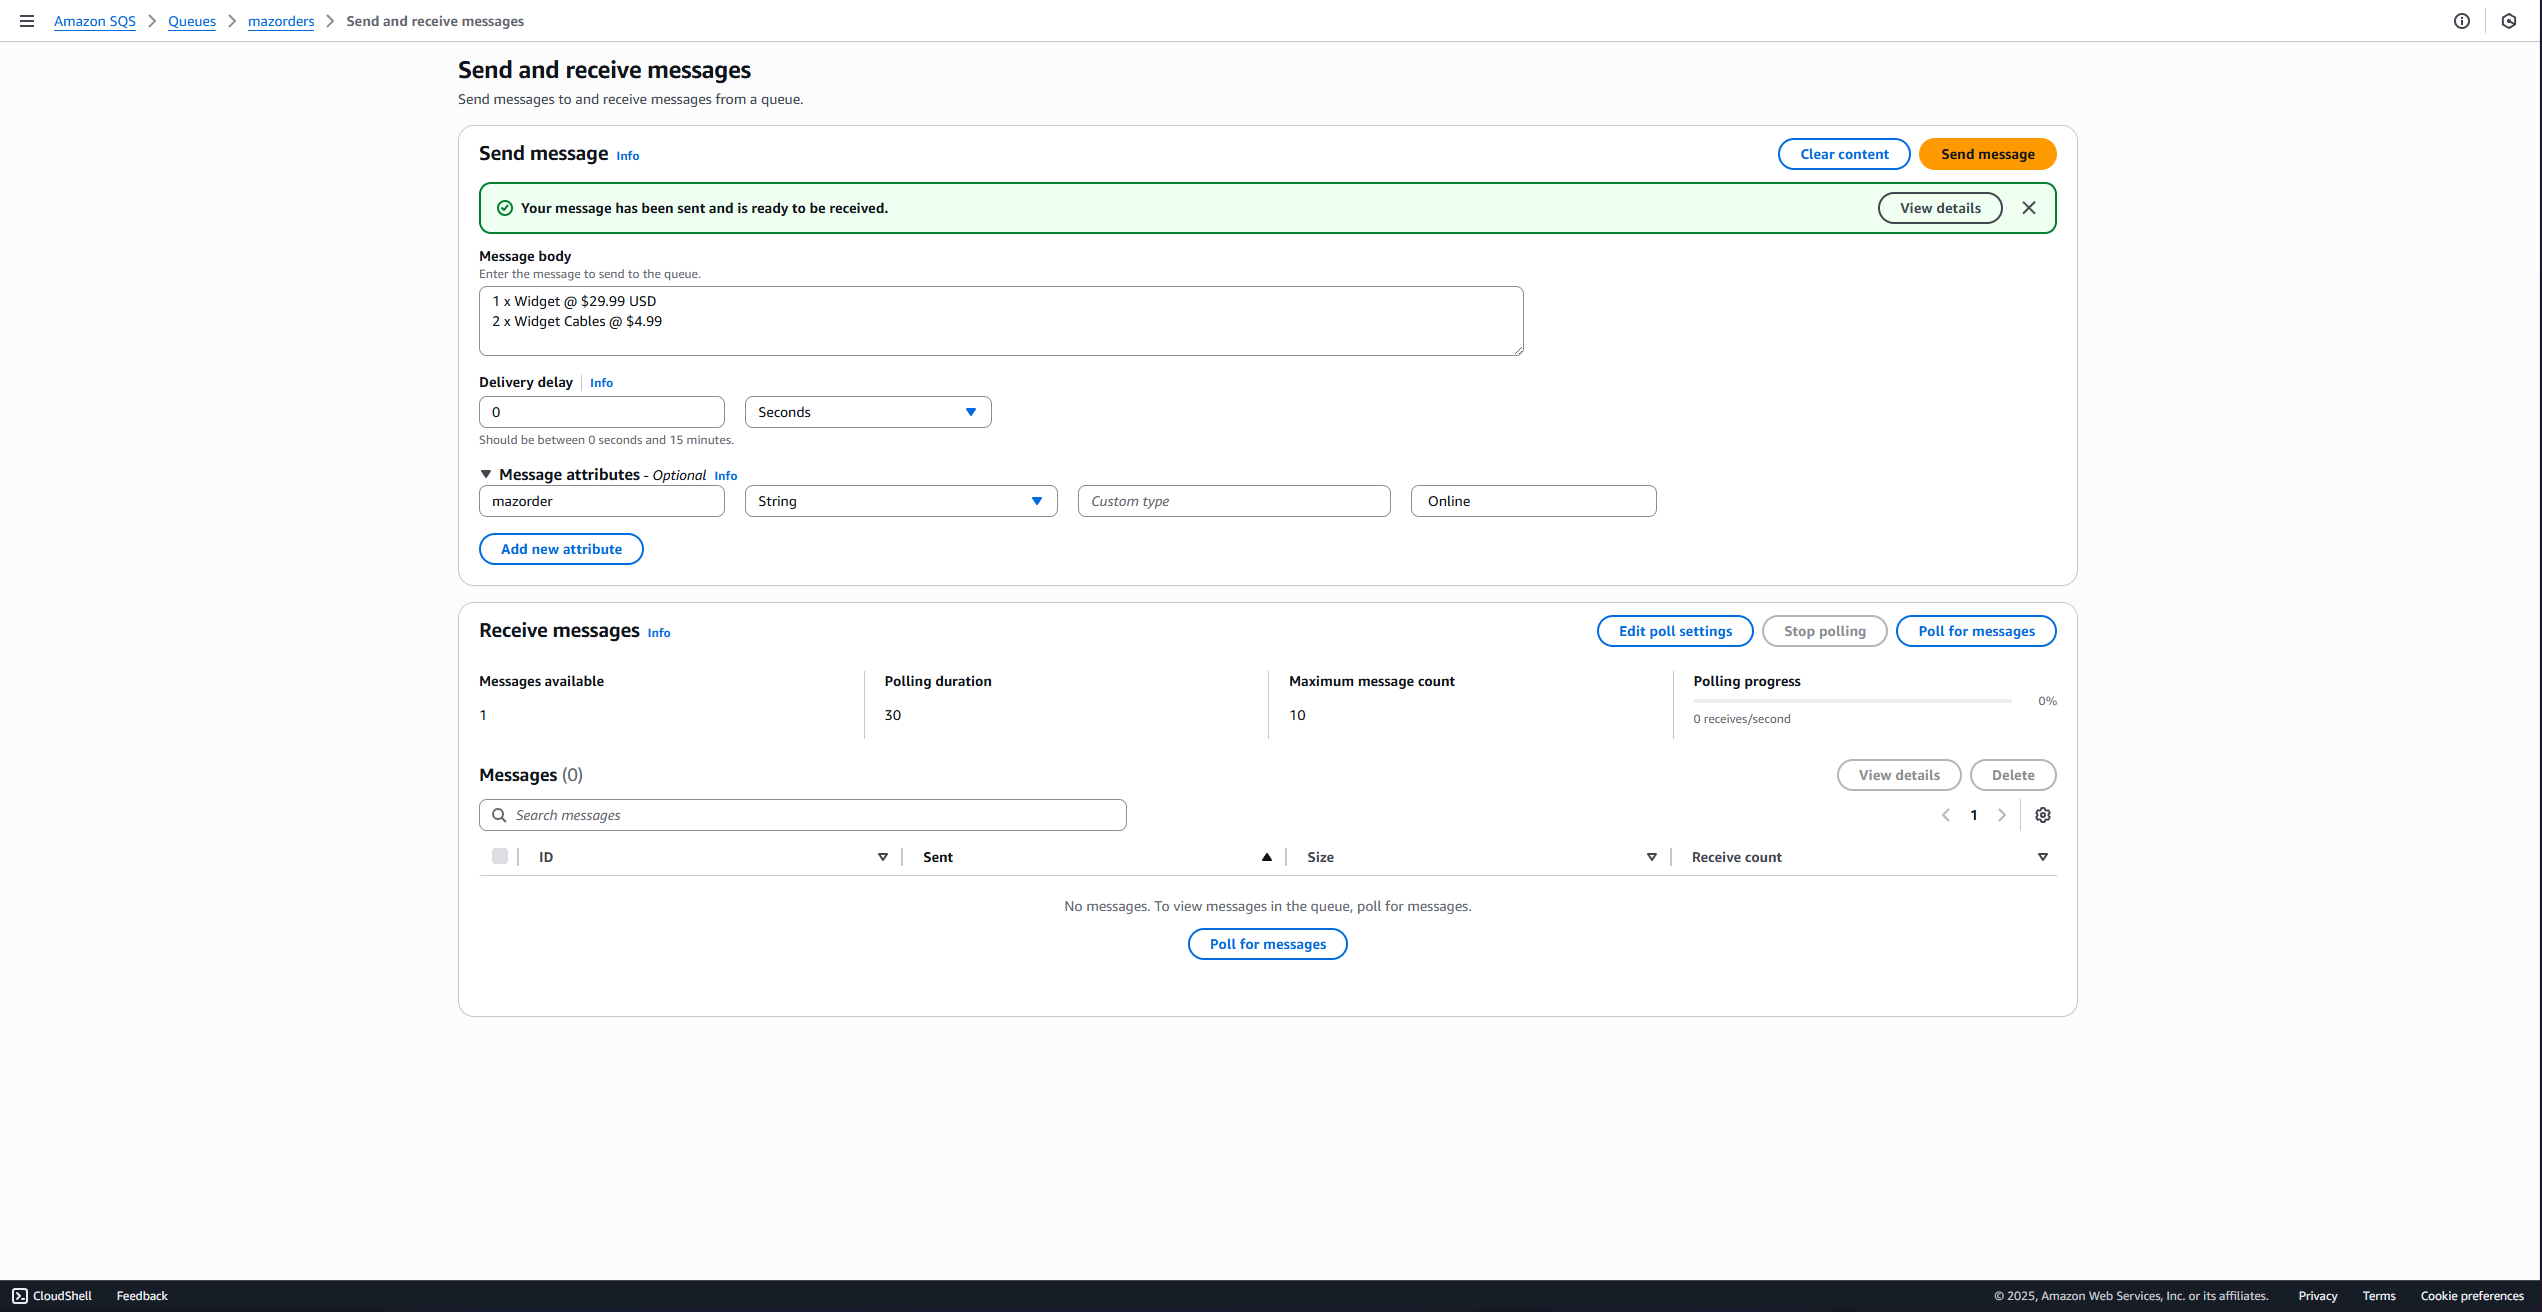 Amazon SQS > Queues > mazorders > Send and receive messages
Send and receive messages
Send messages to and receive messages from a queue.
Send message Info
Clear content
Send message
Your message has been sent and is ready to be received.
View details
Message body
Enter the message to send to the queue.
1 x Widget @ $29.99 USD
2 x Widget Cables @ $4.99
Delivery delay Info
0
Seconds
Should be between 0 seconds and 15 minutes.
Message attributes - Optional Info
mazorder
String
Custom type
Online
Add new attribute
Receive messages Info
Edit poll settings
Stop polling
Poll for messages
Messages available
1
Polling duration
30
Maximum message count
10
Polling progress
0%
0 receives/second
Messages (0)
View details
Delete
Search messages
1
ID
Sent
Size
Receive count
No messages. To view messages in the queue, poll for messages.
Poll for messages
CloudShell
Feedback
© 2025, Amazon Web Services, Inc. or its affiliates.
Privacy
Terms
Cookie preferences